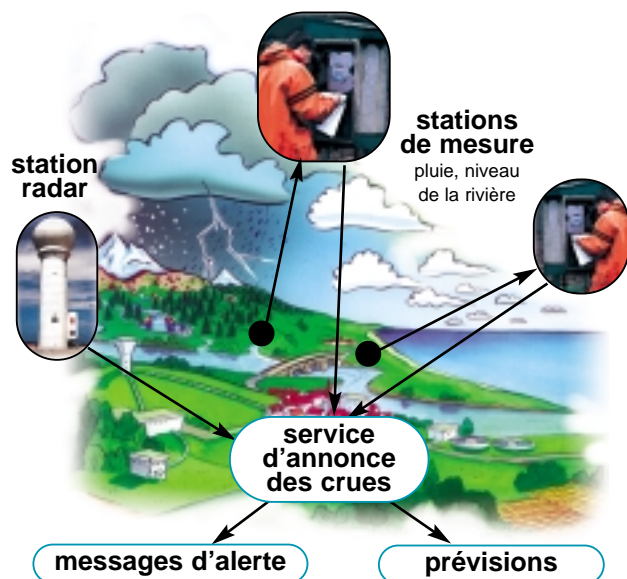 stations
de mesure
pluie, niveau
de la rivière
station
radar
service
d'annonce
des crues
messages d'alerte
prévisions